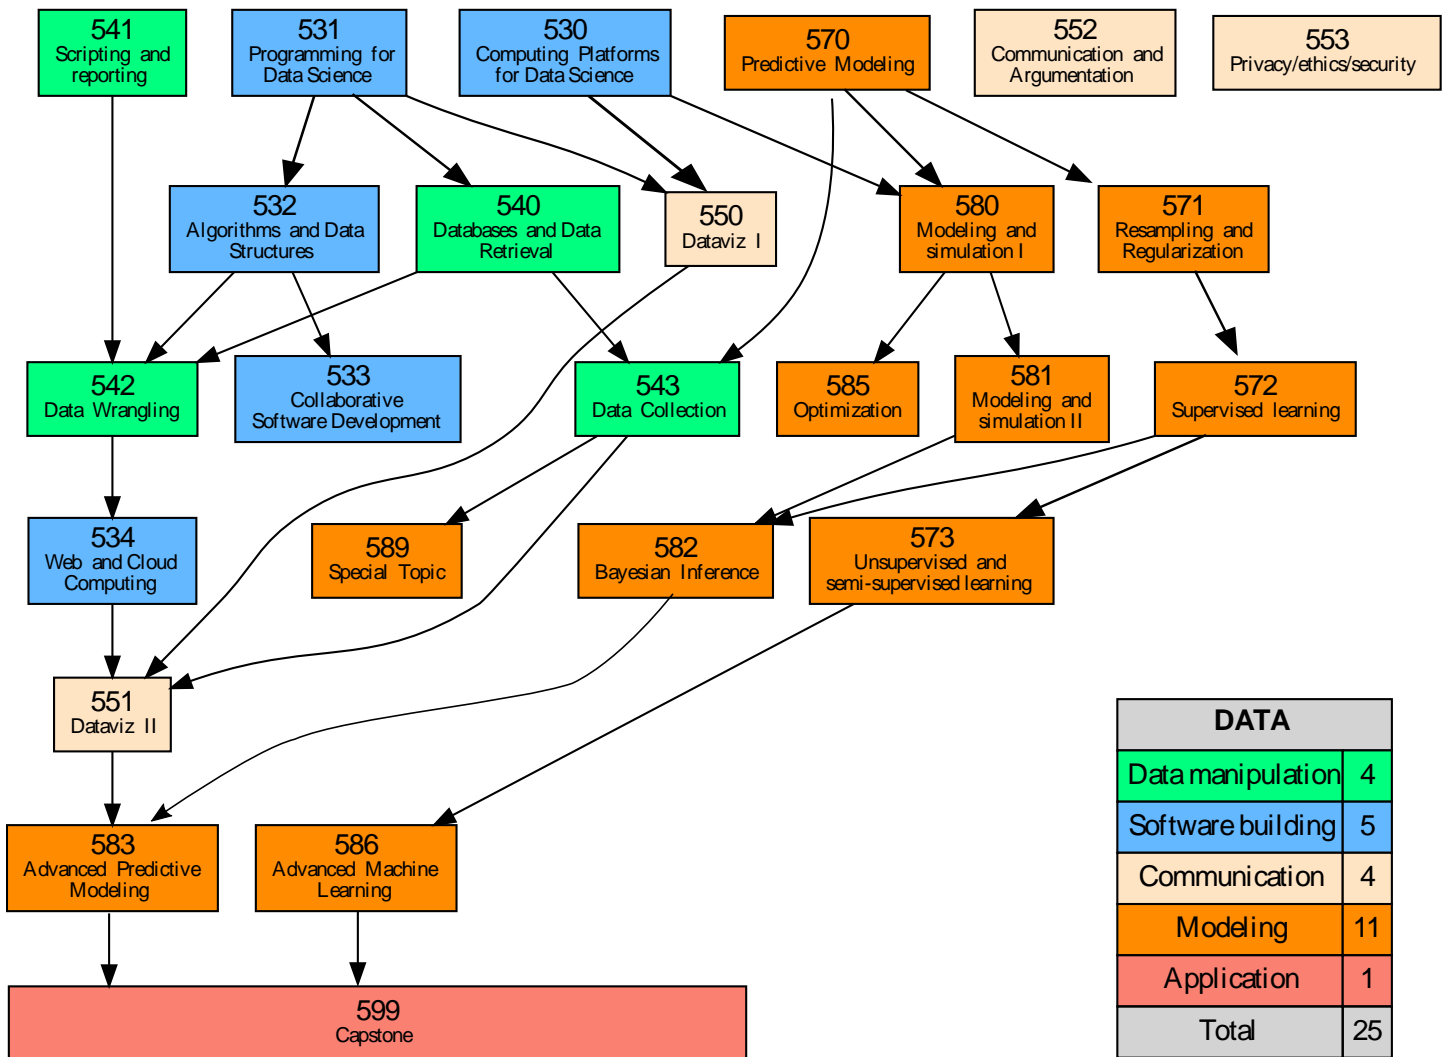 541
Scripting and
reporting
531
Programming for
Data Science
530
Computing Platforms
for Data Science
570
Predictive Modeling
552
Communication and
Argumentation
553
Privacy/ethics/security
532
Algorithms and Data
Structures
540
Databases and Data
Retrieval
550
Dataviz I
580
Modeling and
simulation I
571
Resampling and
Regularization
542
Data Wrangling
533
Collaborative
Software Development
543
Data Collection
585
Optimization
581
Modeling and
simulation II
572
Supervised learning
534
Web and Cloud
Computing
589
Special Topic
582
Bayesian Inference
573
Unsupervised and
semi-supervised learning
551
Dataviz II
583
Advanced Predictive
Modeling
586
Advanced Machine
Learning
599
Capstone
DATA
Data manipulation 4
Software building 5
Communication 4
Modeling 11
Application 1
Total 25